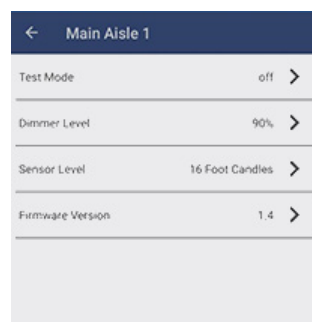 Main Aisle 1
Test Mode off
Dimmer Level 90%
Sensor Level 16 Foot Candles
Firmware Version 1.4